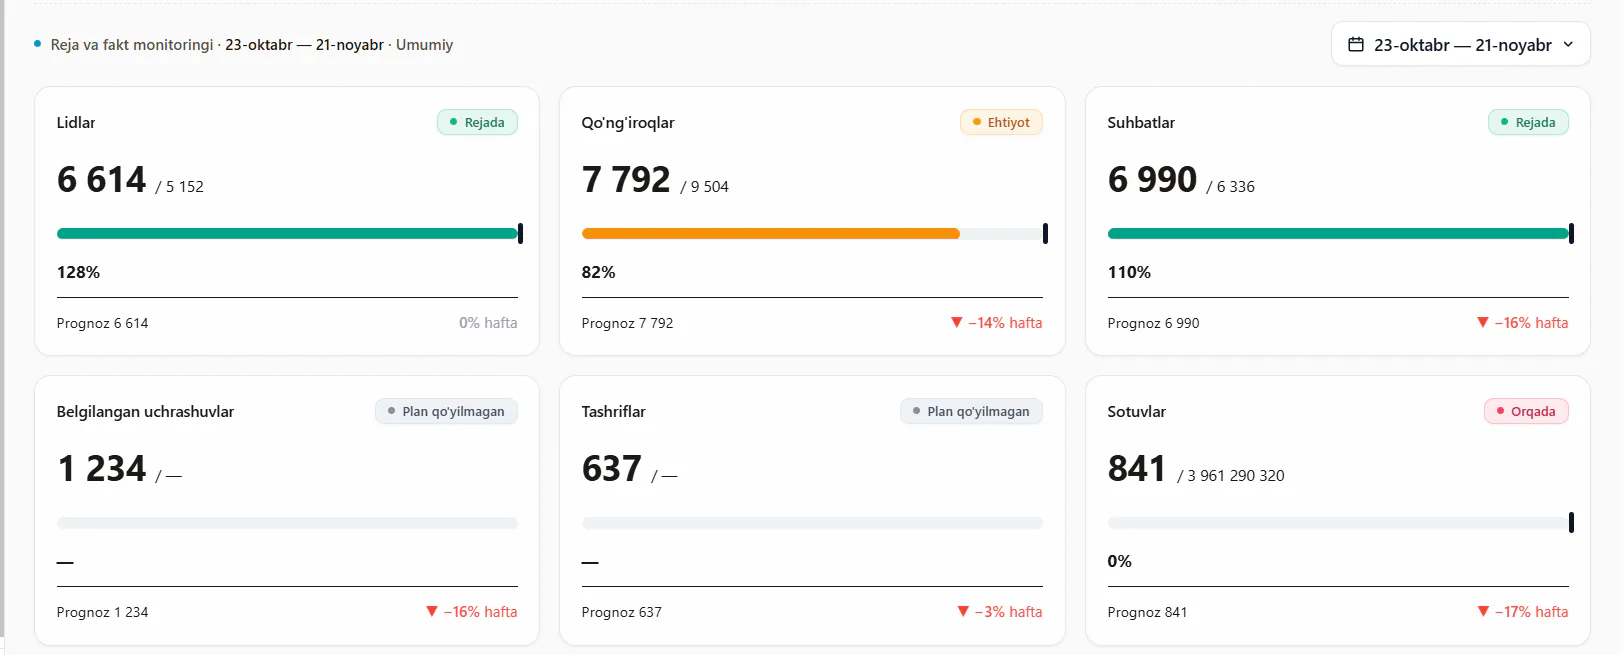 Reja va fakt monitoringi · 23-oktabr — 21-noyabr · Umumiy
23-oktabr — 21-noyabr
Lidlar
Rejada
6 614 / 5 152
128%
Prognoz 6 614
0% hafta
Qo'ng'iroqlar
Ehtiyot
7 792 / 9 504
82%
Prognoz 7 792
▼ −14% hafta
Suhbatlar
Rejada
6 990 / 6 336
110%
Prognoz 6 990
▼ −16% hafta
Belgilangan uchrashuvlar
Plan qo'yilmagan
1 234 / —
—
Prognoz 1 234
▼ −16% hafta
Tashriflar
Plan qo'yilmagan
637 / —
—
Prognoz 637
▼ −3% hafta
Sotuvlar
Orqada
841 / 3 961 290 320
0%
Prognoz 841
▼ −17% hafta